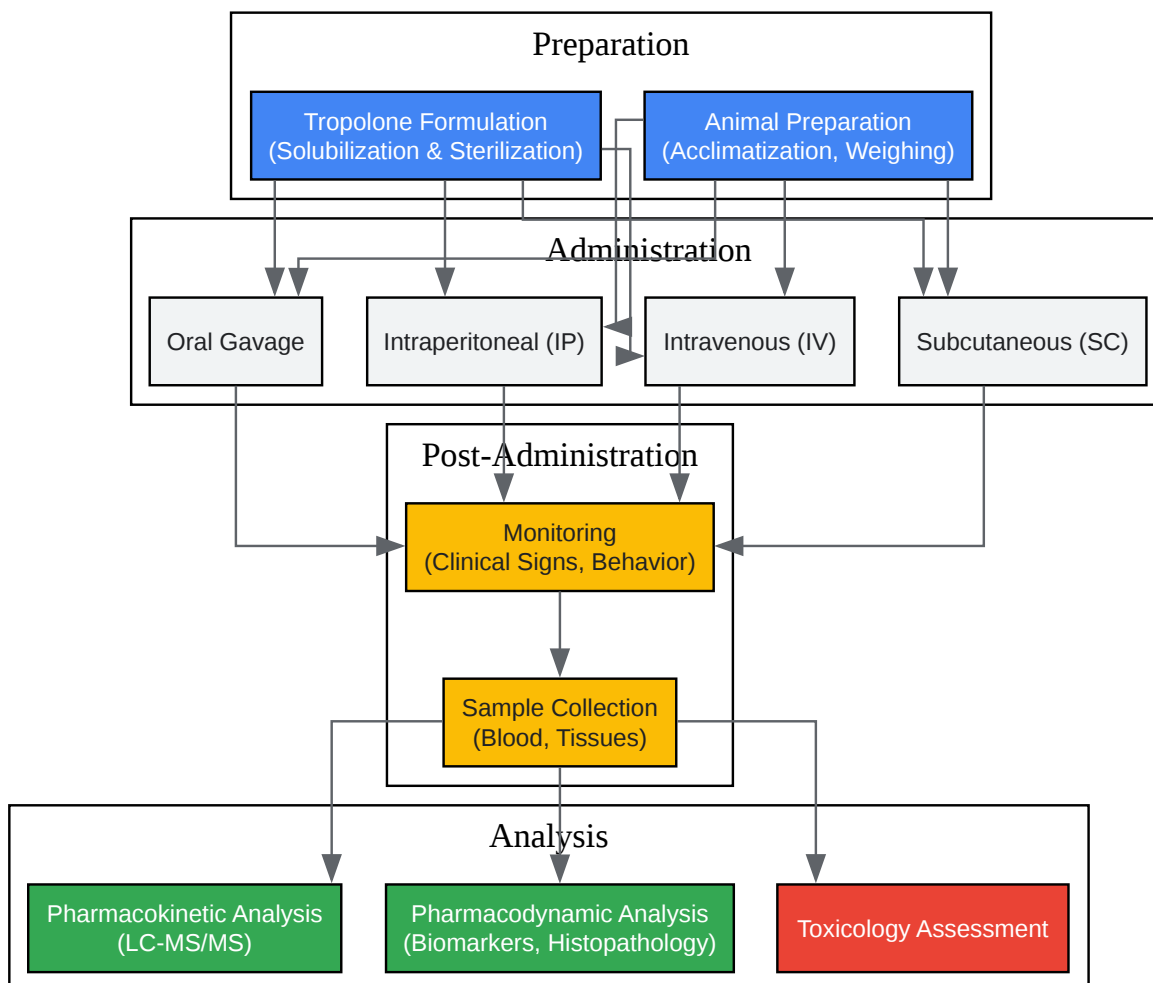 Preparation
Tropolone Formulation
(Solubilization & Sterilization)
Animal Preparation
(Acclimatization, Weighing)
Administration
Oral Gavage
Intraperitoneal (IP)
Intravenous (IV)
Subcutaneous (SC)
Post-Administration
Monitoring
(Clinical Signs, Behavior)
Sample Collection
(Blood, Tissues)
Analysis
Pharmacokinetic Analysis
(LC-MS/MS)
Pharmacodynamic Analysis
(Biomarkers, Histopathology)
Toxicology Assessment